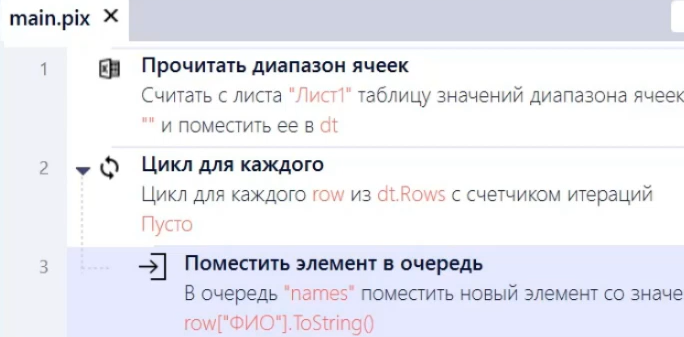 main.pix ×
1 Прочитать диапазон ячеек
Считать с листа "Лист1" таблицу значений диапазона ячеек
"" и поместить ее в dt
2 Цикл для каждого
Цикл для каждого row из dt.Rows с счетчиком итераций
Пусто
3 Поместить элемент в очередь
В очередь "names" поместить новый элемент со значе
row["ФИО"].ToString()